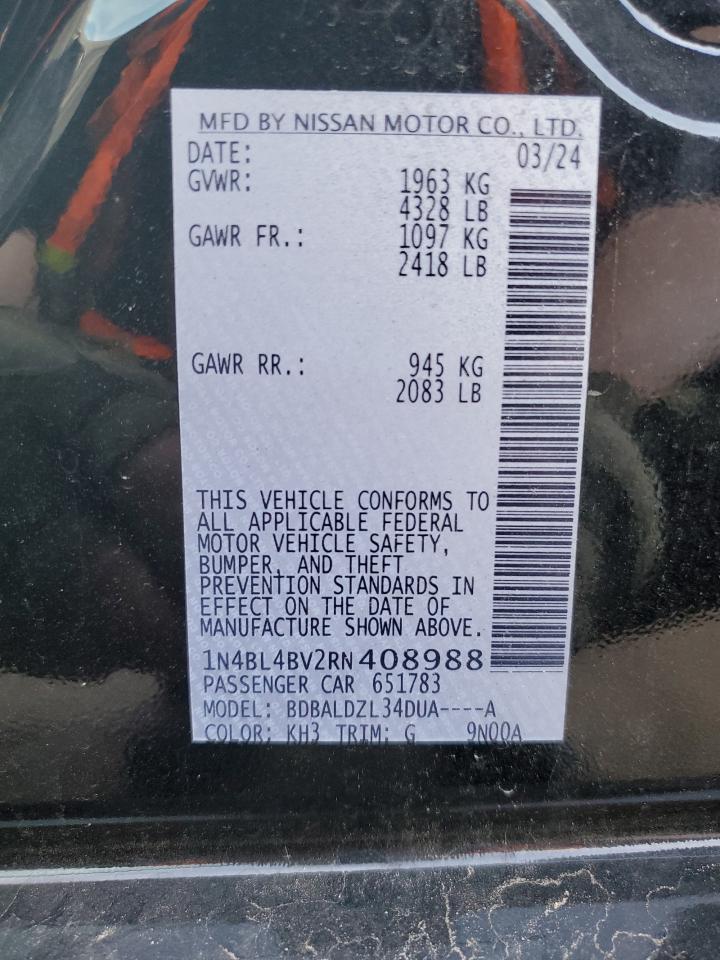 MFD BY NISSAN MOTOR CO., LTD.
DATE: 03/24
GVWR: 1963 KG
4328 LB
GAWR FR.: 1097 KG
2418 LB
GAWR RR.: 945 KG
2083 LB
THIS VEHICLE CONFORMS TO
ALL APPLICABLE FEDERAL
MOTOR VEHICLE SAFETY,
BUMPER, AND THEFT
PREVENTION STANDARDS IN
EFFECT ON THE DATE OF
MANUFACTURE SHOWN ABOVE.
1N4BL4BV2RN408988
PASSENGER CAR 651783
MODEL: BDBALDZL34DUA----A
COLOR: KH3 TRIM: G 9N00A